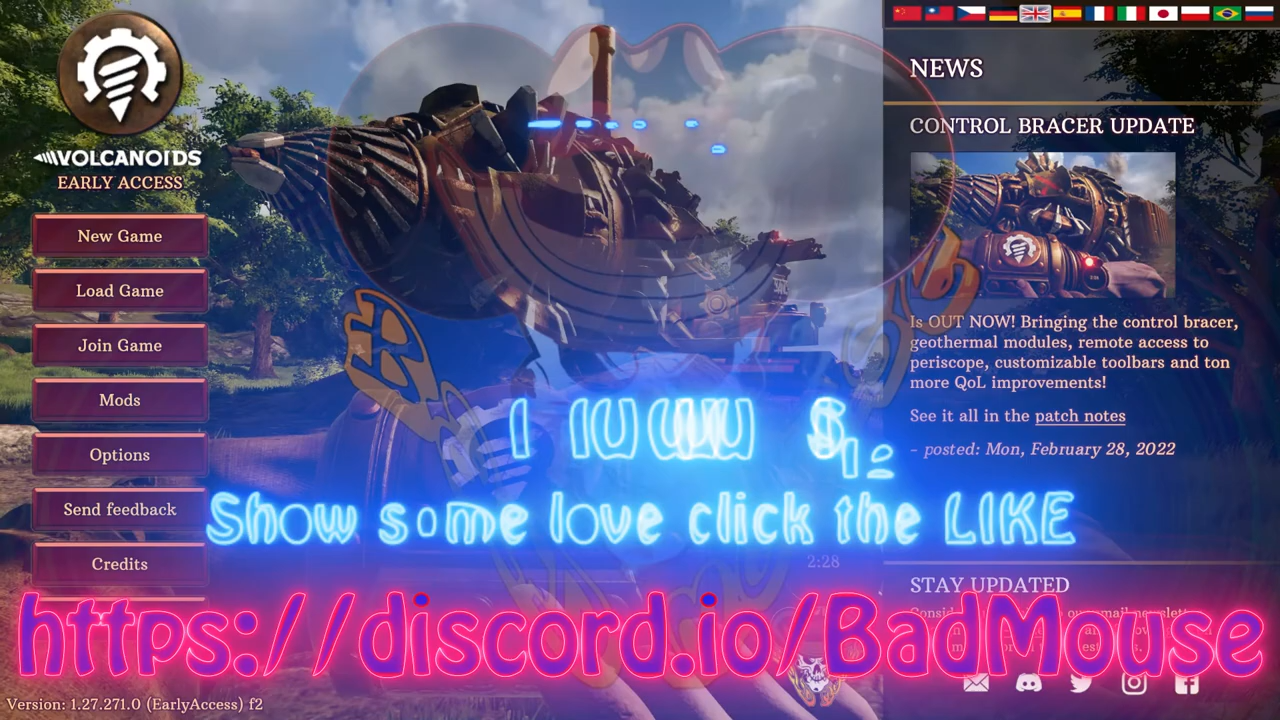 VOLCANOIDS
EARLY ACCESS
New Game
Load Game
Join Game
Mods
Options
Send feedback
Credits
NEWS
CONTROL BRACER UPDATE
Is OUT NOW! Bringing the control bracer,
geothermal modules, remote access to
periscope, customizable toolbars and ton
more QoL improvements!
See it all in the patch notes
- posted: Mon, February 28, 2022
Show some love click the LIKE
2:28
STAY UPDATED
https://discord.io/BadMouse
Version: 1.27.271.0 (EarlyAccess) f2